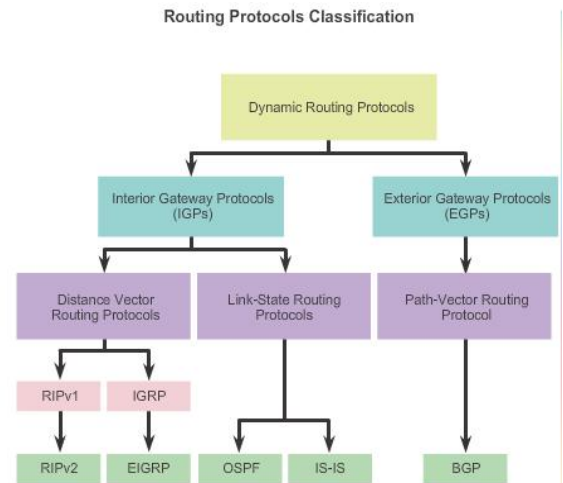 Routing Protocols Classification
Dynamic Routing Protocols
Interior Gateway Protocols
(IGPs)
Exterior Gateway Protocols
(EGPs)
Distance Vector
Routing Protocols
Link-State Routing
Protocols
Path-Vector Routing
Protocol
RIPv1
IGRP
RIPv2
EIGRP
OSPF
IS-IS
BGP